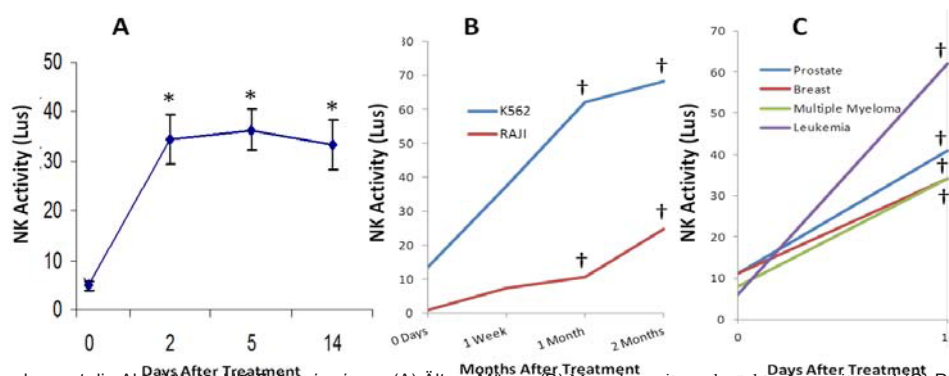 A
NK Activity (Lus)
50
40
30
20
10
0
*
*
*
0 2 5 14
Days After Treatment
B
NK Activity (Lus)
30
70
60
50
40
30
20
10
0
†
†
†
†
K562
RAJI
0 Days
1 Week
1 Month
2 Months
Months After Treatment
C
NK Activity (Lus)
70
60
50
40
30
20
10
0
†
†
†
†
Prostate
Breast
Multiple Myeloma
Leukemia
0 1
Days After Treatment
(A)